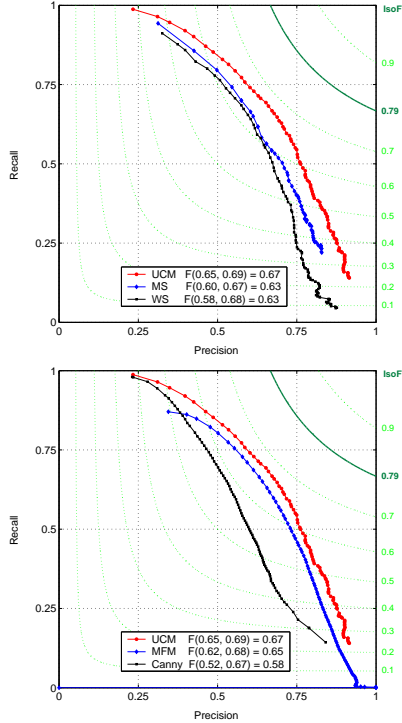 IsoF
1
0.9
0.79
0.75
0.7
0.6
Recall
0.5
0.5
0.4
0.3
0.25
0.2
0.1
UCM F(0.65, 0.69) = 0.67
MS F(0.60, 0.67) = 0.63
WS F(0.58, 0.68) = 0.63
0
0 0.25 0.5 0.75 1
Precision
IsoF
1
0.9
0.79
0.75
0.7
0.6
Recall
0.5
0.5
0.4
0.3
0.25
0.2
0.1
UCM F(0.65, 0.69) = 0.67
MFM F(0.62, 0.68) = 0.65
Canny F(0.52, 0.67) = 0.58
0
0 0.25 0.5 0.75 1
Precision